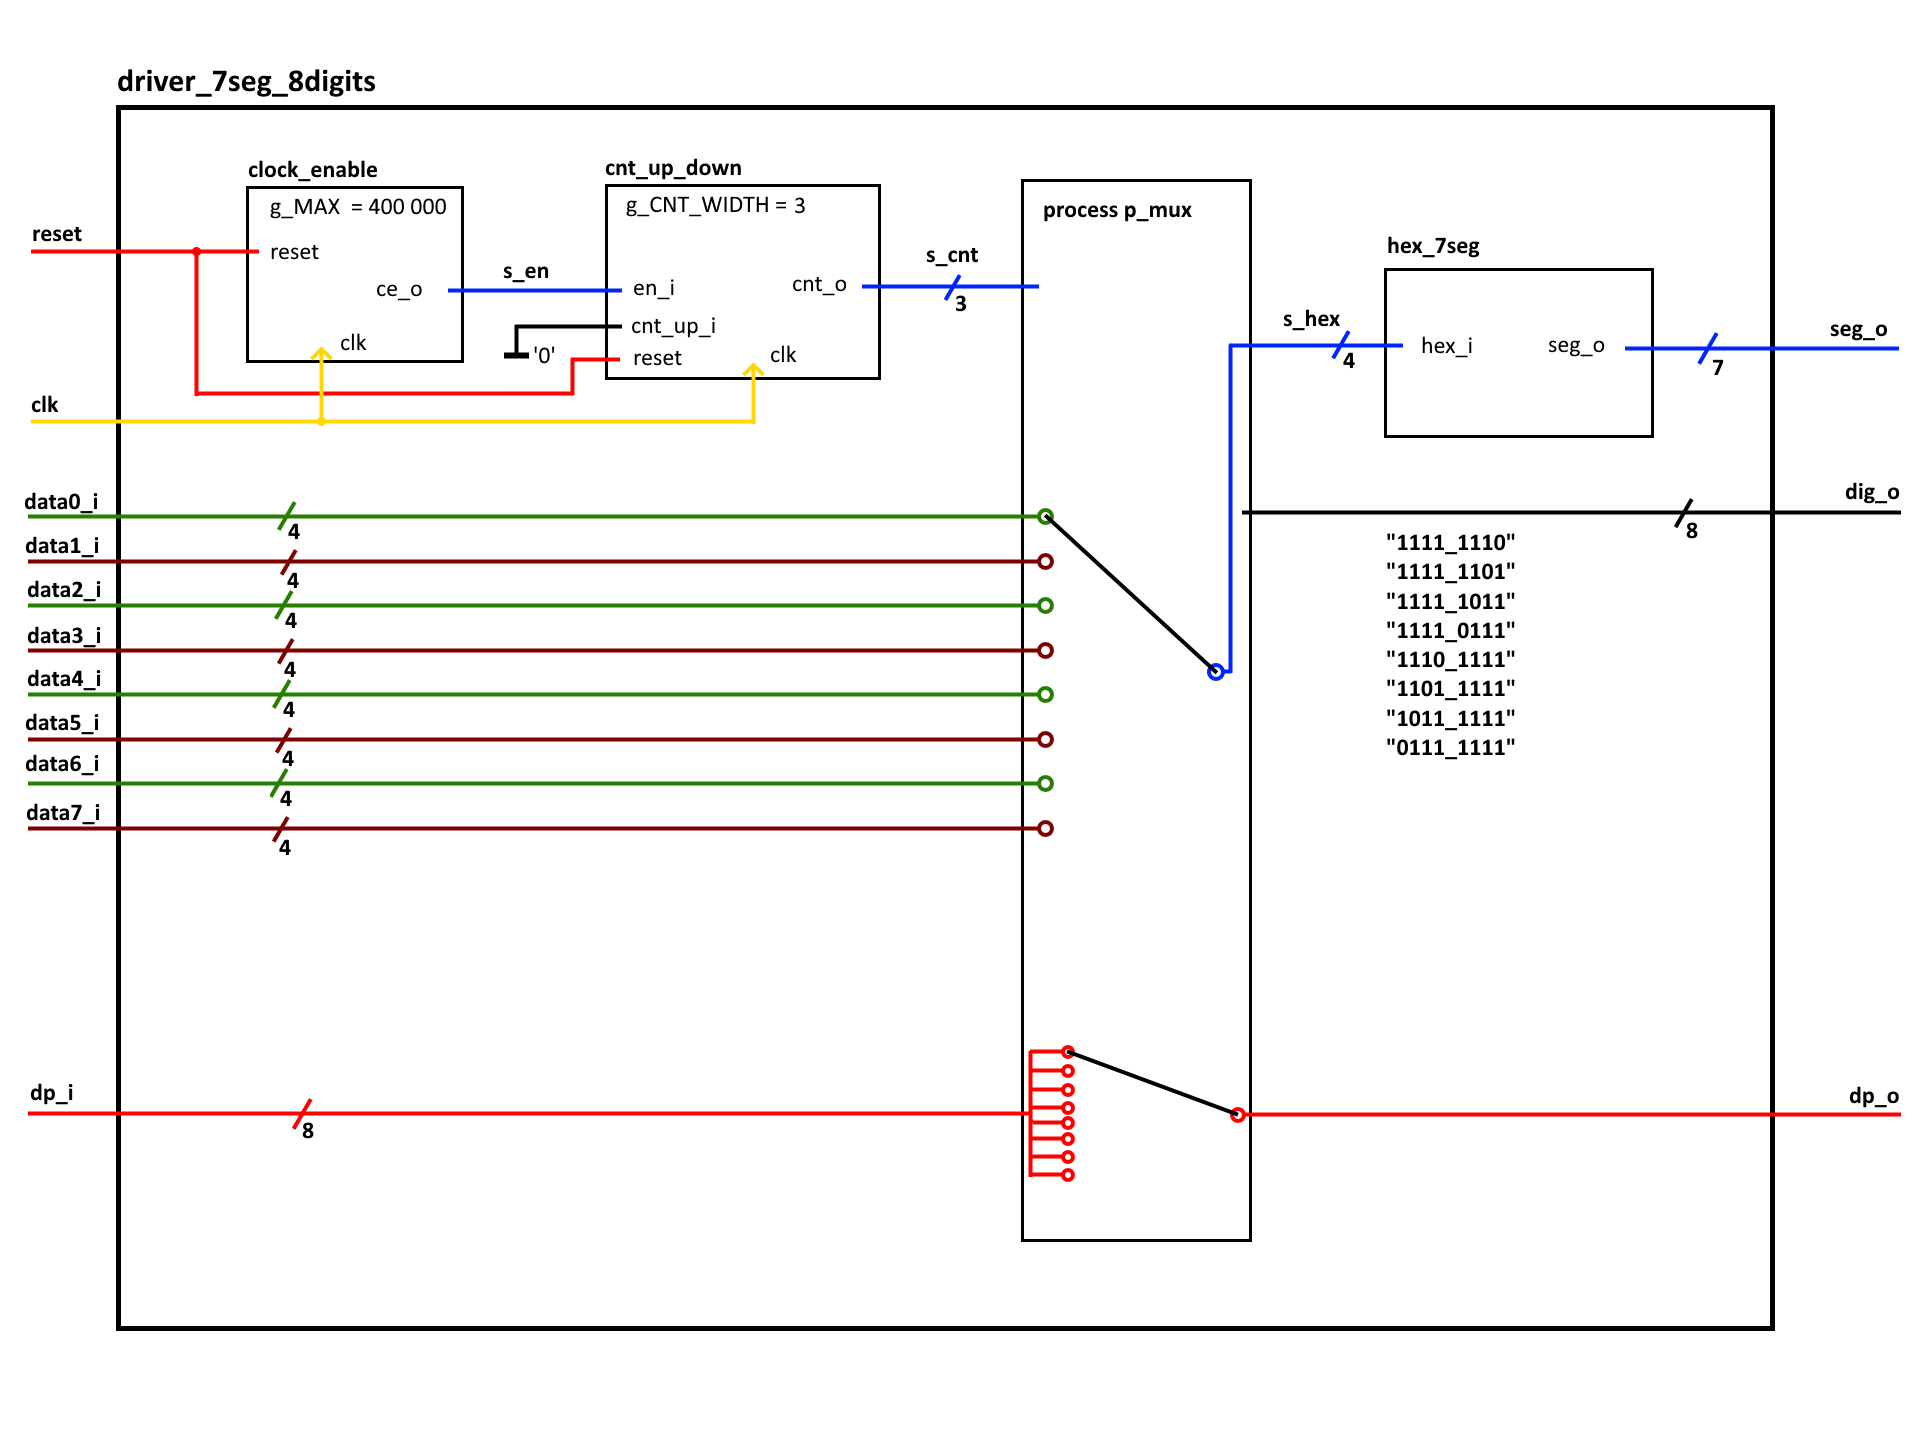 driver_7seg_8digits
clock_enable
g_MAX = 400 000
reset
reset
ce_o
clk
clk
s_en
cnt_up_down
g_CNT_WIDTH = 3
en_i
cnt_o
cnt_up_i
'0'
reset
clk
s_cnt
3
process p_mux
s_hex
4
hex_7seg
hex_i
seg_o
7
seg_o
data0_i
4
data1_i
4
data2_i
4
data3_i
4
data4_i
4
data5_i
4
data6_i
4
data7_i
4
dig_o
8
"1111_1110"
"1111_1101"
"1111_1011"
"1111_0111"
"1110_1111"
"1101_1111"
"1011_1111"
"0111_1111"
dp_i
8
dp_o